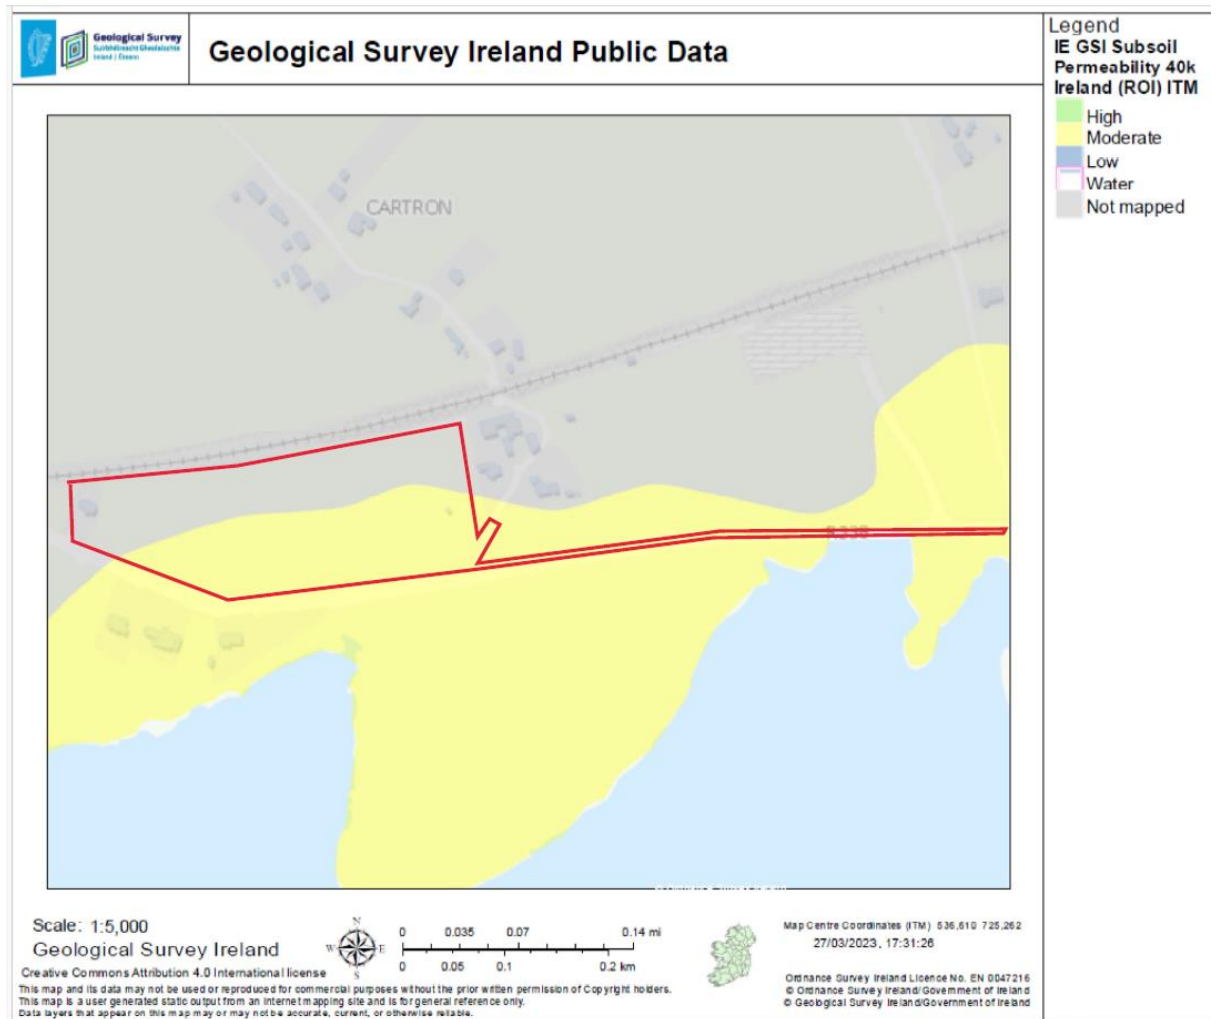 Geological Survey
Suirbhéireacht Gheolaíochta
Ireland | Éireann
Geological Survey Ireland Public Data
Legend
IE GSI Subsoil
Permeability 40k
Ireland (ROI) ITM
High
Moderate
Low
Water
Not mapped
CARTRON
Scale: 1:5,000
Geological Survey Ireland
Creative Commons Attribution 4.0 International license
This map and its data may not be used or reproduced for commercial purposes without the prior written permission of Copyright holders.
This map is a user generated static output from an Internet mapping site and is for general reference only.
Data layers that appear on this map may or may not be accurate, current, or otherwise reliable.
N
W E
S
0 0.035 0.07 0.14 mi
0 0.05 0.1 0.2 km
Map Centre Coordinates (ITM) 536,610 725,262
27/03/2023, 17:31:26
Ordnance Survey Ireland Licence No. EN 0047216
© Ordnance Survey Ireland/Government of Ireland
© Geological Survey Ireland/Government of Ireland